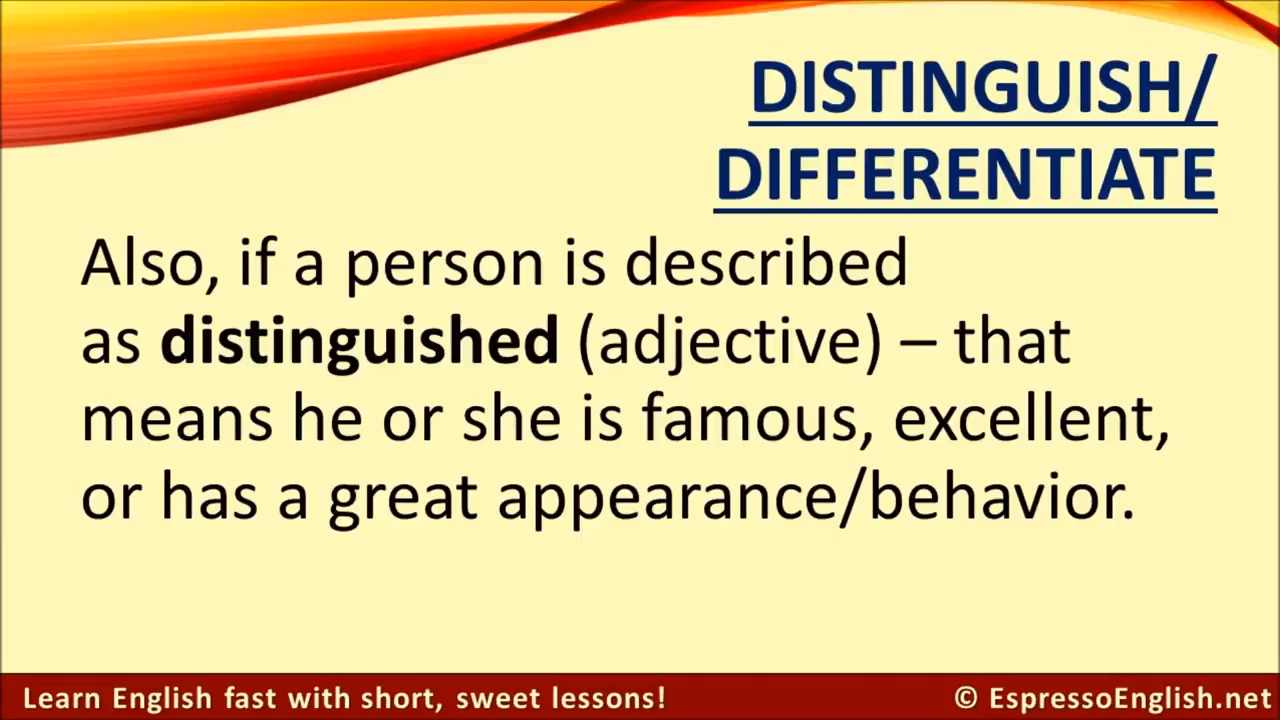 DISTINGUISH/
DIFFERENTIATE
Also, if a person is described
as distinguished (adjective) – that
means he or she is famous, excellent,
or has a great appearance/behavior.
Learn English fast with short, sweet lessons!
© EspressoEnglish.net